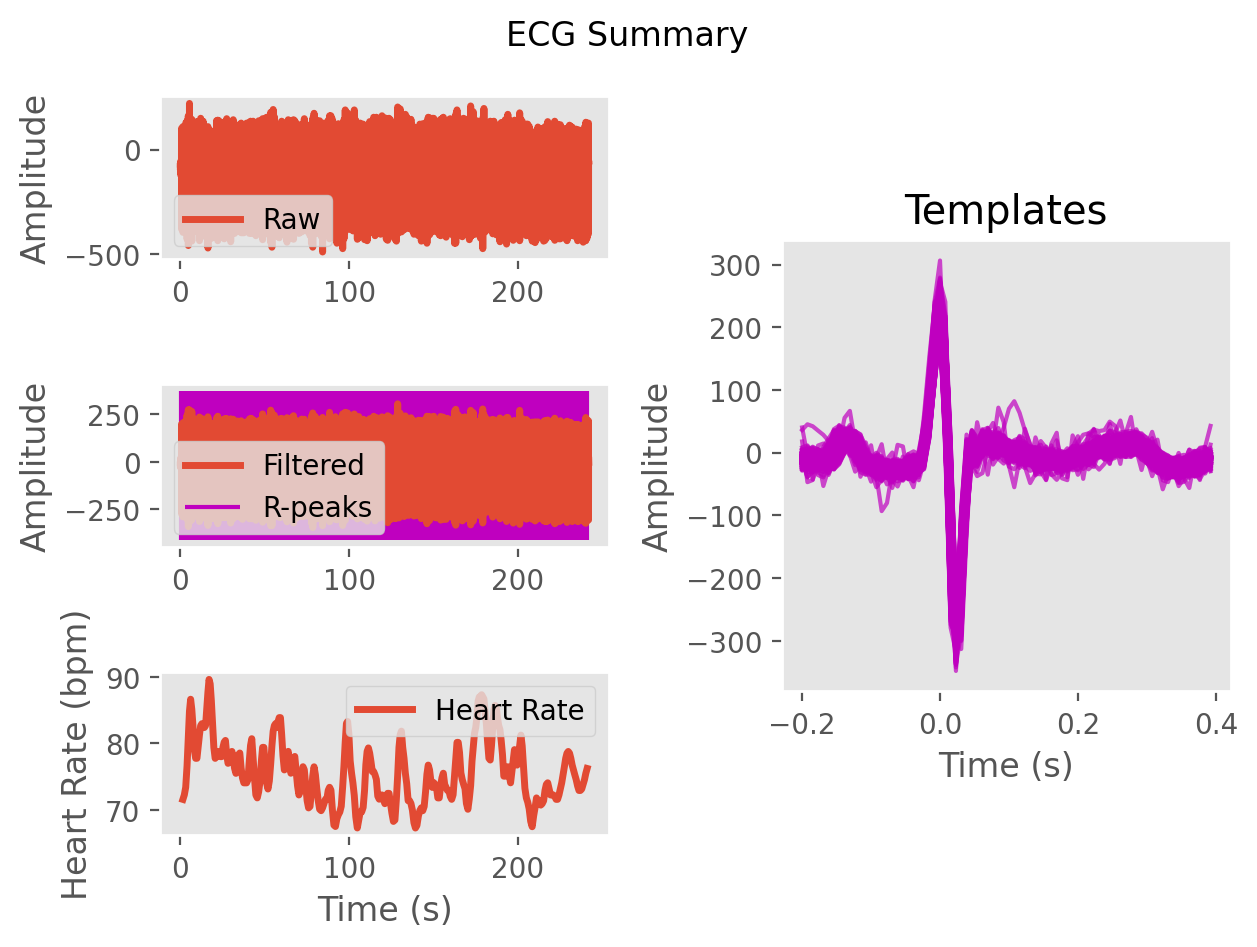 ECG Summary
Amplitude
0
−500
Raw
0 100 200
Amplitude
250
0
−250
Filtered
R-peaks
0 100 200
Heart Rate (bpm)
90
80
70
Heart Rate
0 100 200
Time (s)
Templates
Amplitude
300
200
100
0
−100
−200
−300
−0.2 0.0 0.2 0.4
Time (s)